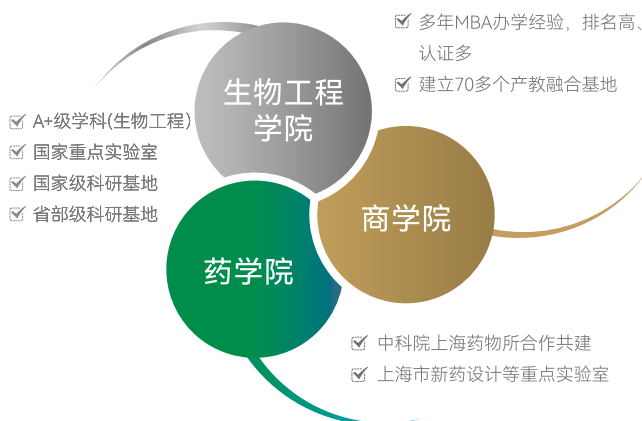 多年MBA办学经验，排名高、
认证多
建立70多个产教融合基地
生物工程
学院
A+级学科(生物工程)
国家重点实验室
国家级科研基地
省部级科研基地
商学院
药学院
中科院上海药物所合作共建
上海市新药设计等重点实验室